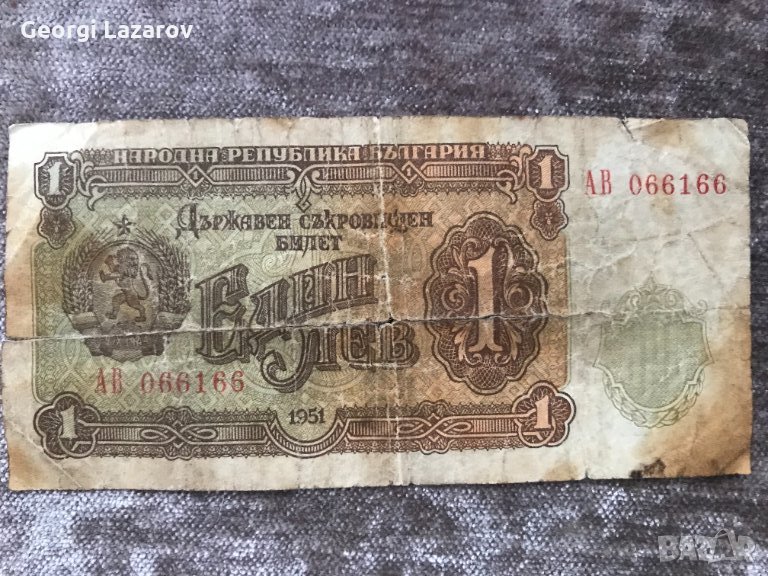 Georgi Lazarov
1 НАРОДНА РЕПУБЛИКА БЪЛГАРИЯ 1
АВ 066166
ДЪРЖАВЕН СЪКРОВИЩЕН
БИЛЕТ
ЕДИН
ЛЕВ
1
АВ 066166
1 1951 1
BAZAR